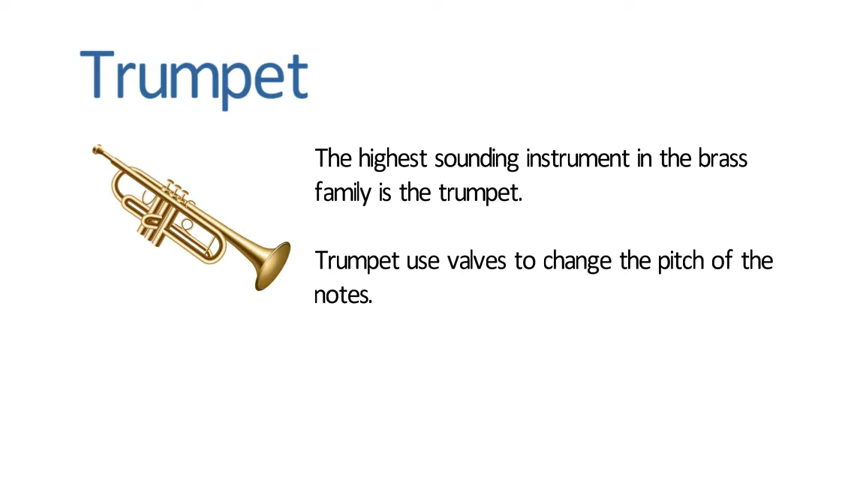 Trumpet
The highest sounding instrument in the brass
family is the trumpet.
Trumpet use valves to change the pitch of the
notes.